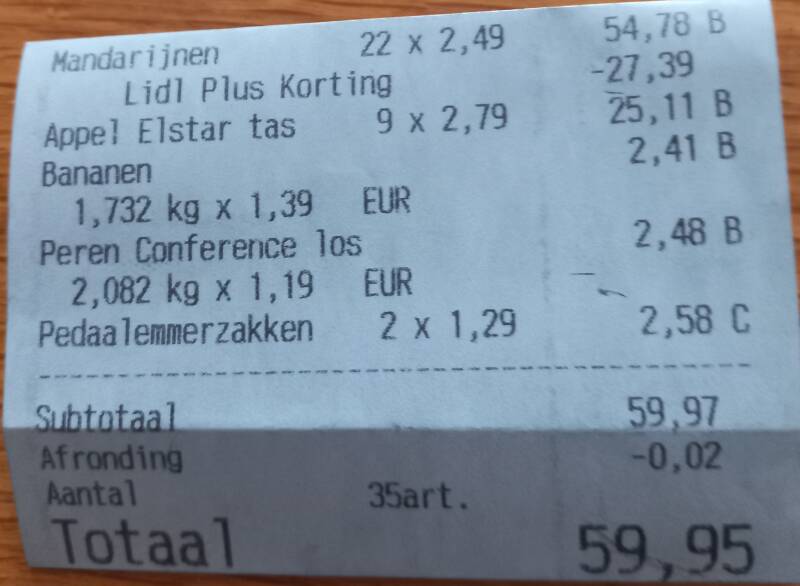 Mandarijnen 22 x 2,49 54,78 B
Lidl Plus Korting -27,39
Appel Elstar tas 9 x 2,79 25,11 B
Bananen 2,41 B
1,732 kg x 1,39 EUR
Peren Conference los 2,48 B
2,082 kg x 1,19 EUR
Pedaalemmerzakken 2 x 1,29 2,58 C
Subtotaal 59,97
Afronding -0,02
Aantal 35art.
Totaal 59,95